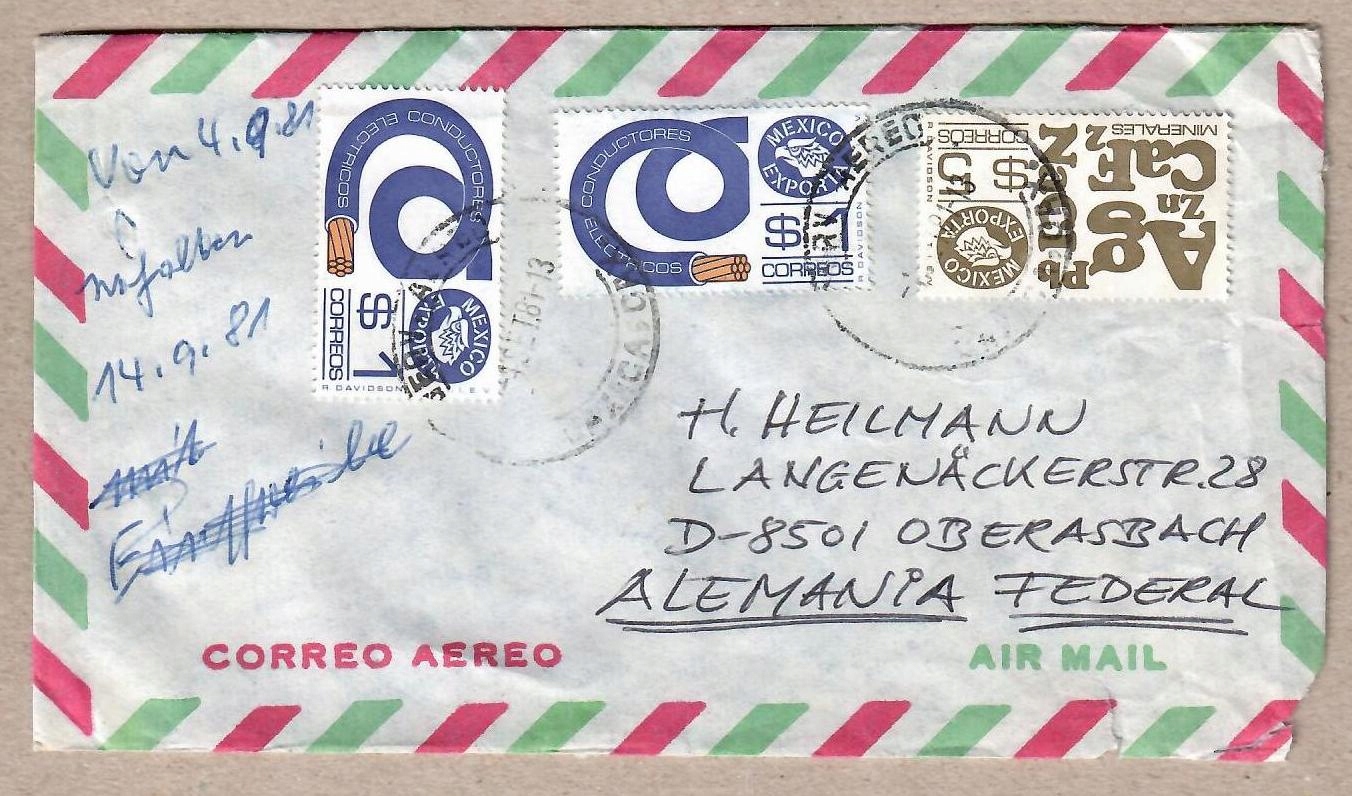 Von 4.9.81
14.9.81
CONDUCTORES ELECTRICOS
MEXICO EXPORTA
$1
CORREOS
R DAVIDSON
CONDUCTORES ELECTRICOS
MEXICO EXPORTA
$1
CORREOS
R DAVIDSON
MINERALES
CaF2
Zn
Ag
Pb
$5
CORREOS
MEXICO EXPORTA
R DAVIDSON
AEREO
H. HEILMANN
LANGENÄCKERSTR.28
D-8501 OBERASBACH
ALEMANIA FEDERAL
CORREO AEREO
AIR MAIL